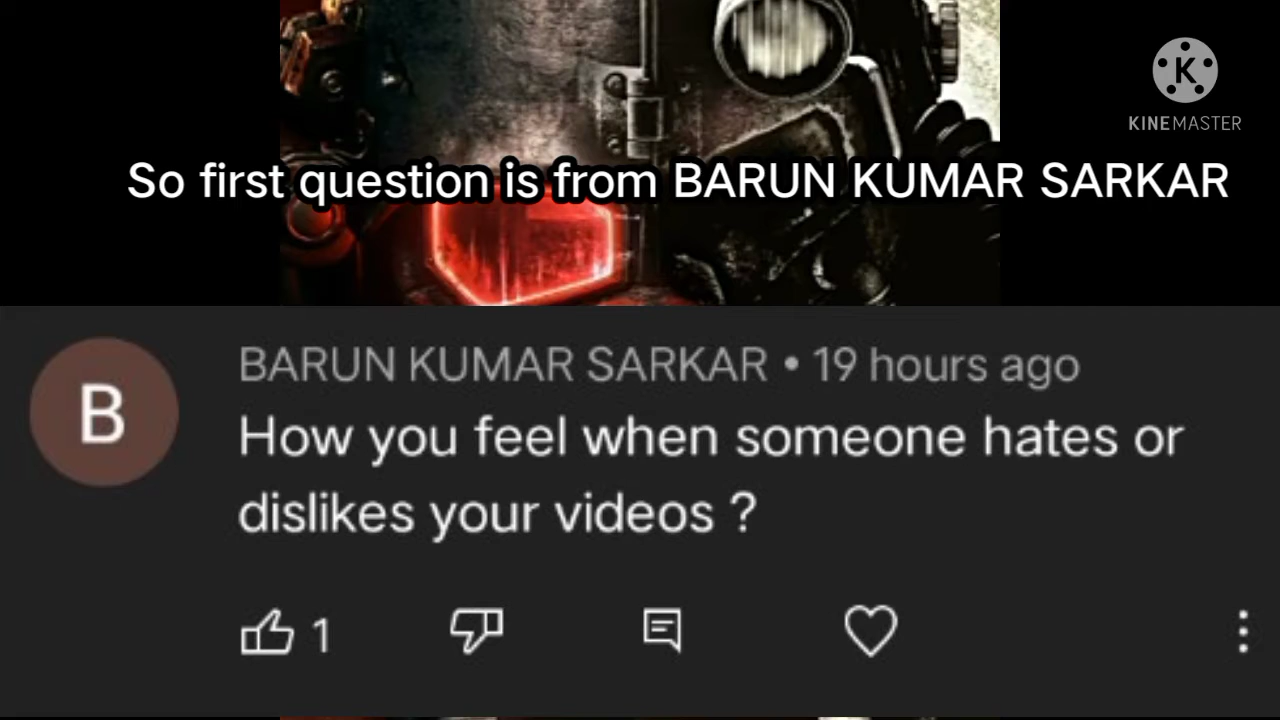 K
KINEMASTER
So first question is from BARUN KUMAR SARKAR
B
BARUN KUMAR SARKAR • 19 hours ago
How you feel when someone hates or
dislikes your videos ?
1